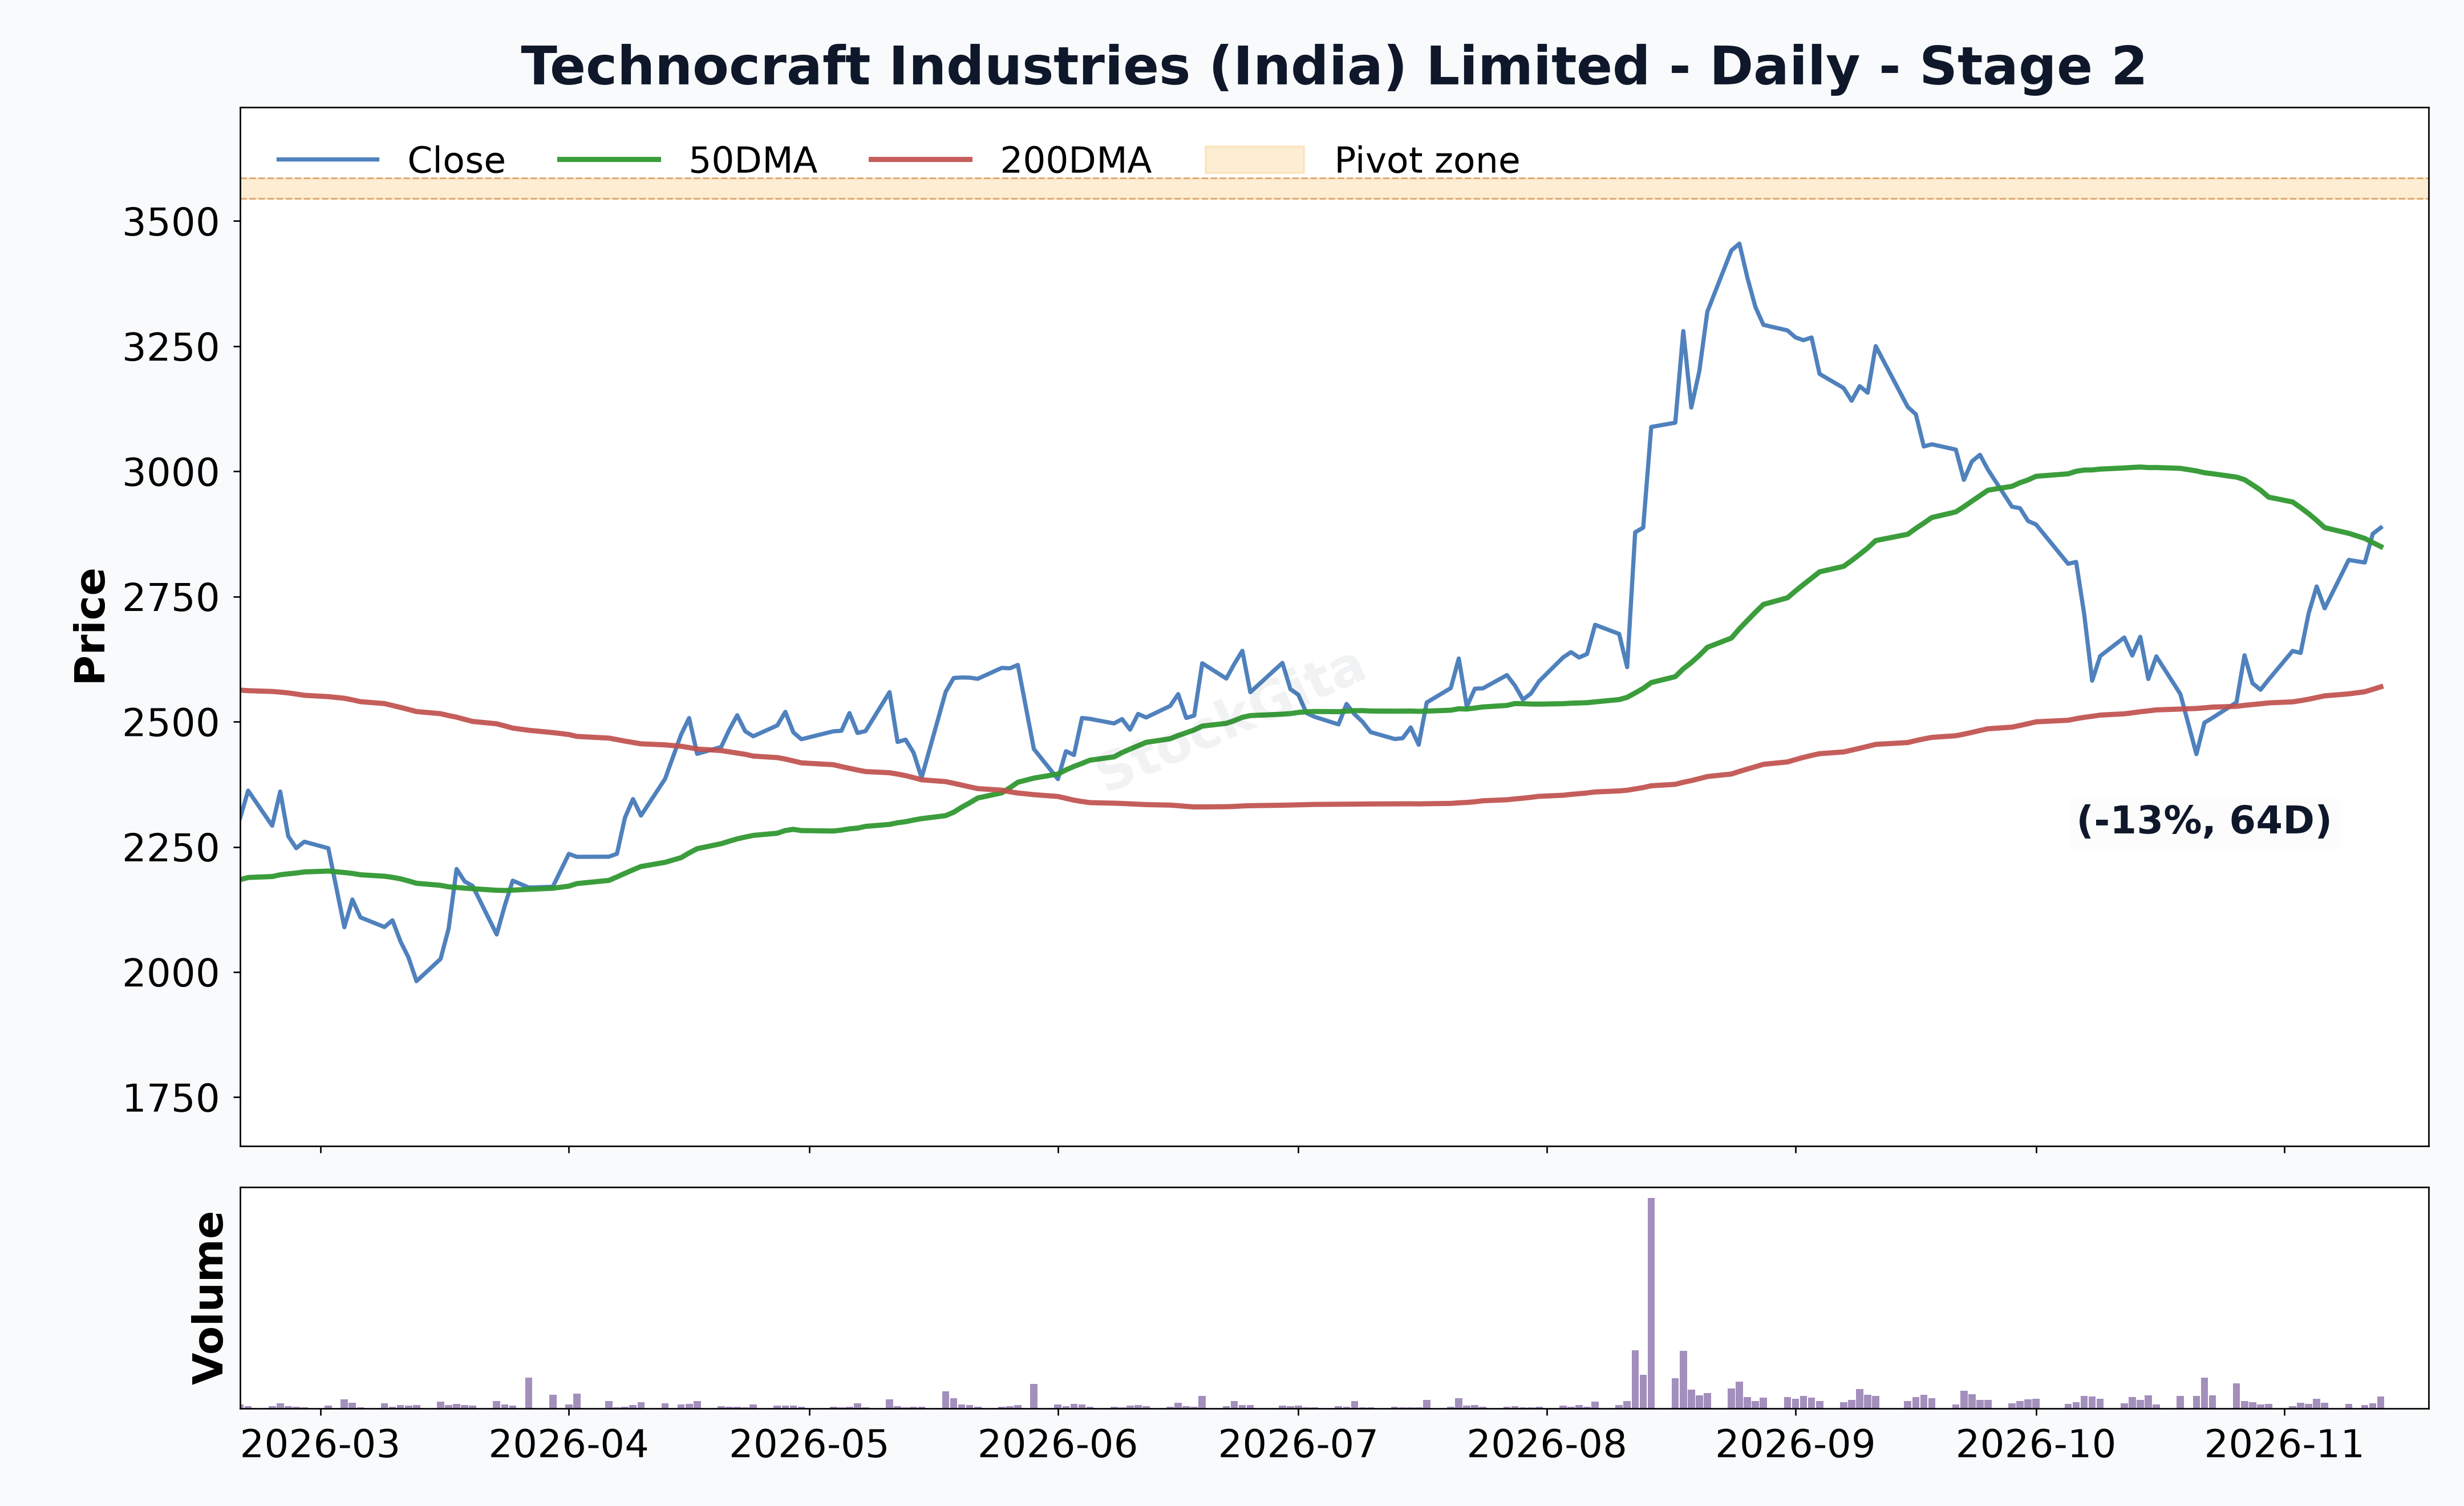 Technocraft Industries (India) Limited - Daily - Stage 2
Close 50DMA 200DMA Pivot zone
3500
3250
3000
2750
2500
2250
2000
1750
Price
StockGita
(-13%, 64D)
Volume
2026-03 2026-04 2026-05 2026-06 2026-07 2026-08 2026-09 2026-10 2026-11